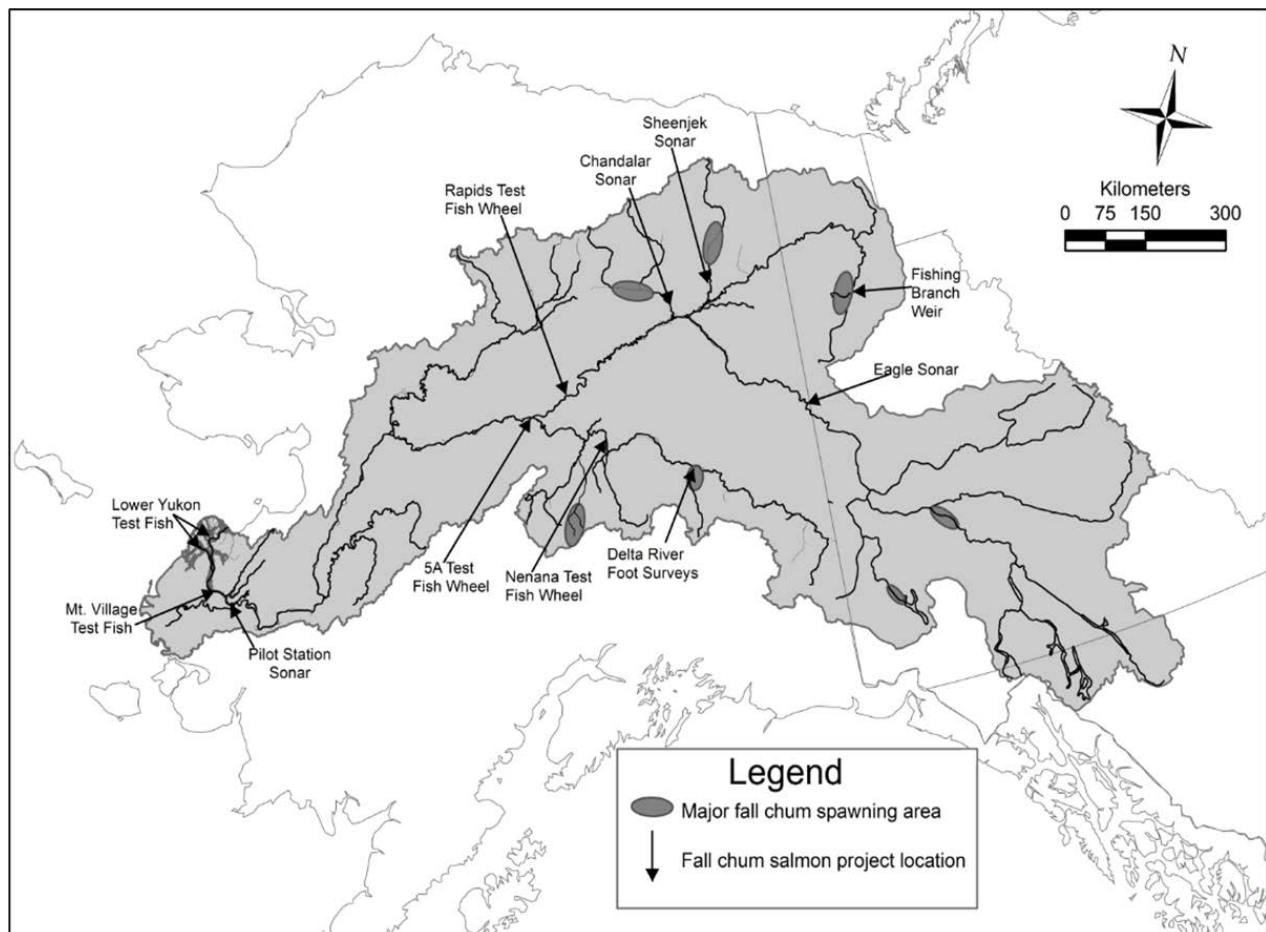 N
Kilometers
0 75 150 300
Sheenjek
Sonar
Chandalar
Sonar
Rapids Test
Fish Wheel
Fishing
Branch
Weir
Eagle Sonar
Lower Yukon
Test Fish
Mt. Village
Test Fish
Pilot Station
Sonar
5A Test
Fish Wheel
Nenana Test
Fish Wheel
Delta River
Foot Surveys
Legend
Major fall chum spawning area
Fall chum salmon project location